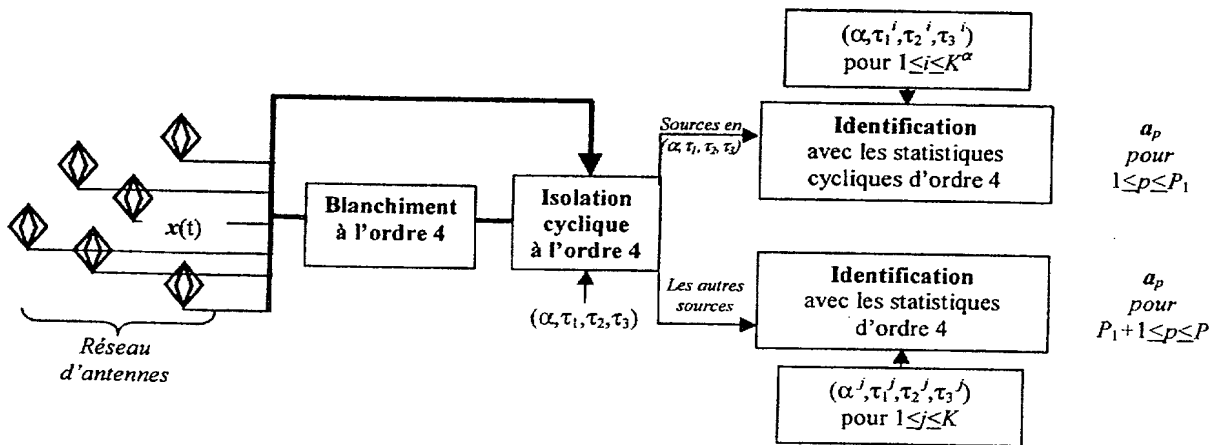 (α,τ₁ⁱ,τ₂ⁱ,τ₃ⁱ)
pour 1≤i≤K^α
Sources en
(α, τ₁, τ₂, τ₃)
Identification
avec les statistiques
cycliques d'ordre 4
a_p
pour
1≤p≤P₁
x(t)
Blanchiment
à l'ordre 4
Isolation
cyclique
à l'ordre 4
(α,τ₁,τ₂,τ₃)
Les autres
sources
Identification
avec les statistiques
d'ordre 4
a_p
pour
P₁+1≤p≤P
Réseau
d'antennes
(α^j,τ₁^j,τ₂^j,τ₃^j)
pour 1≤j≤K